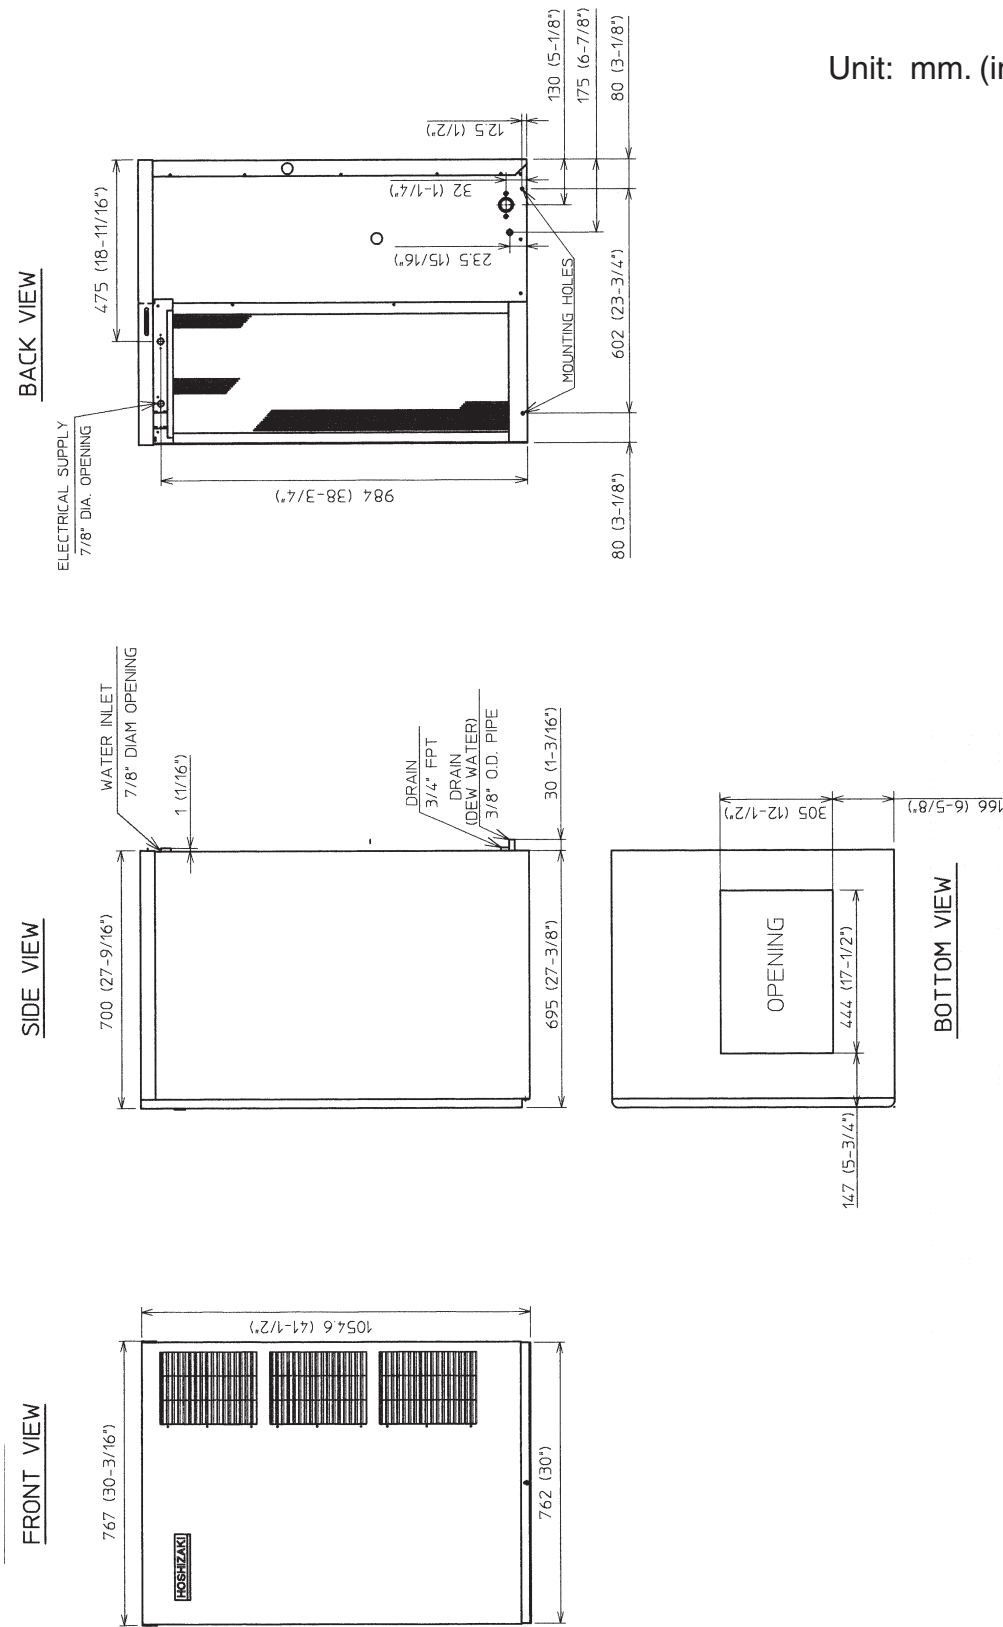 Unit: mm. (in
FRONT VIEW
767 (30-3/16")
1054.6 (41-1/2")
HOSHIZAKI
762 (30")
SIDE VIEW
700 (27-9/16")
WATER INLET
7/8" DIAM OPENING
1 (1/16")
DRAIN
3/4" FPT
DRAIN
(DEW WATER)
3/8" O.D. PIPE
695 (27-3/8")
30 (1-3/16")
BACK VIEW
ELECTRICAL SUPPLY
7/8" DIA. OPENING
475 (18-11/16")
984 (38-3/4")
12.5 (1/2")
32 (1-1/4")
23.5 (15/16")
MOUNTING HOLES
130 (5-1/8")
175 (6-7/8")
80 (3-1/8")
602 (23-3/4")
80 (3-1/8")
BOTTOM VIEW
OPENING
147 (5-3/4")
444 (17-1/2")
305 (12-1/2")
166 (6-5/8")